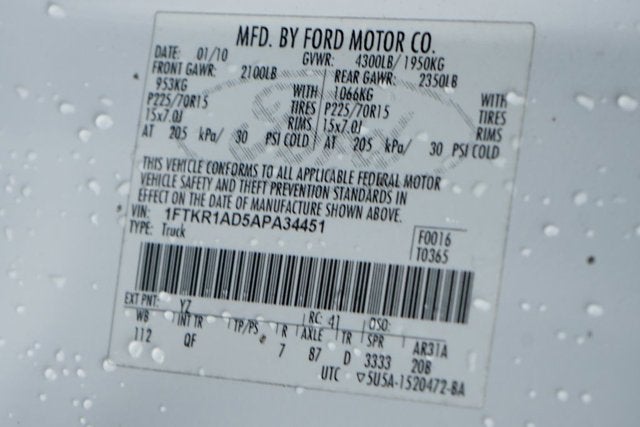 MFD. BY FORD MOTOR CO.
DATE: 01/10 GVWR: 4300LB/ 1950KG
FRONT GAWR: 2100LB REAR GAWR: 2350LB
953KG WITH 1066KG WITH
P225/70R15 TIRES P225/70R15 TIRES
15x7.0J RIMS 15x7.0J RIMS
AT 205 kPa/ 30 PSI COLD AT 205 kPa/ 30 PSI COLD
THIS VEHICLE CONFORMS TO ALL APPLICABLE FEDERAL MOTOR
VEHICLE SAFETY AND THEFT PREVENTION STANDARDS IN
EFFECT ON THE DATE OF MANUFACTURE SHOWN ABOVE.
VIN: 1FTKR1AD5APA34451
TYPE: Truck F0016
T0365
EXT PNT: YZ RC: 41 DSO:
WB INT TR TP/PS R AXLE TR SPR AR31A
112 QF 7 87 D 3333 20B
UTC ▽5U5A-1520472-BA